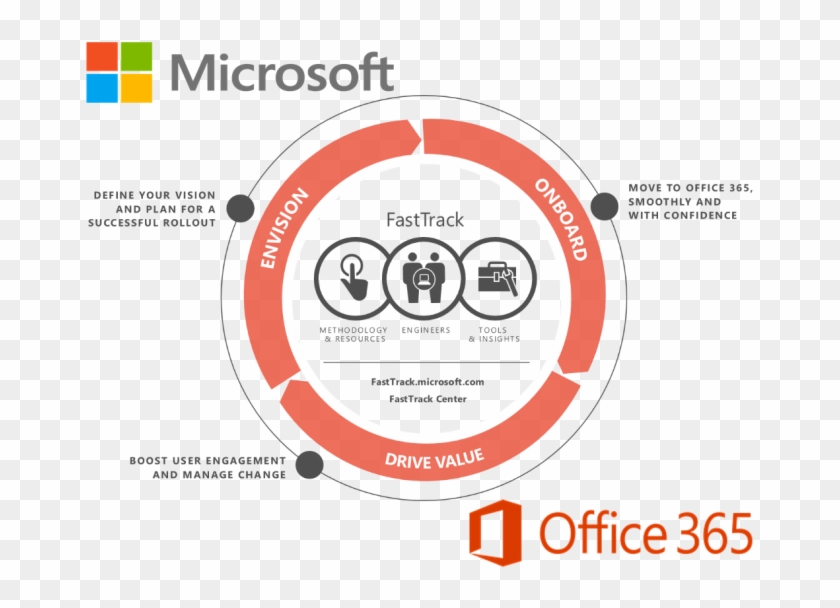 Microsoft
DEFINE YOUR VISION
AND PLAN FOR A
SUCCESSFUL ROLLOUT
ENVISION
ONBOARD
MOVE TO OFFICE 365,
SMOOTHLY AND
WITH CONFIDENCE
FastTrack
METHODOLOGY
& RESOURCES
ENGINEERS
TOOLS
& INSIGHTS
FastTrack.microsoft.com
FastTrack Center
DRIVE VALUE
BOOST USER ENGAGEMENT
AND MANAGE CHANGE
Office 365